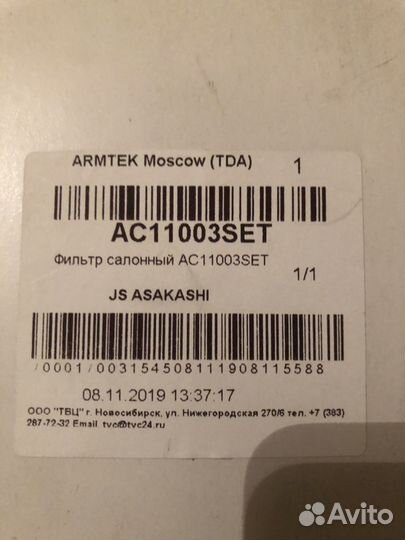 ARMTEK Moscow (TDA) 1
AC11003SET
Фильтр салонный AC11003SET
1/1
JS ASAKASHI
/0001/003154508111908115588
08.11.2019 13:37:17
ООО "ТВЦ" г. Новосибирск, ул. Нижегородская 270/6 тел. +7 (383)
287-72-32 Email tvc@tvc24.ru
Avito